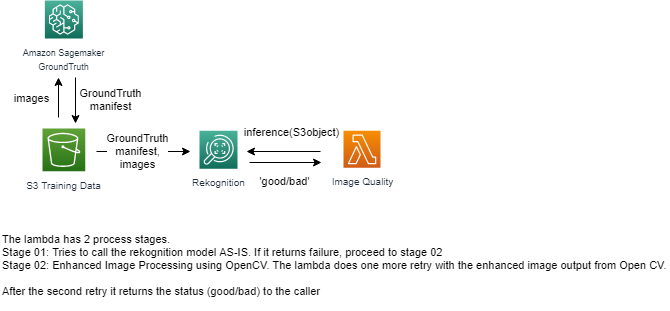 Amazon Sagemaker
GroundTruth
images
GroundTruth
manifest
GroundTruth
manifest,
images
inference(S3object)
'good/bad'
S3 Training Data
Rekognition
Image Quality
The lambda has 2 process stages.
Stage 01: Tries to call the rekognition model AS-IS. If it returns failure, proceed to stage 02
Stage 02: Enhanced Image Processing using OpenCV. The lambda does one more retry with the enhanced image output from Open CV.
After the second retry it returns the status (good/bad) to the caller